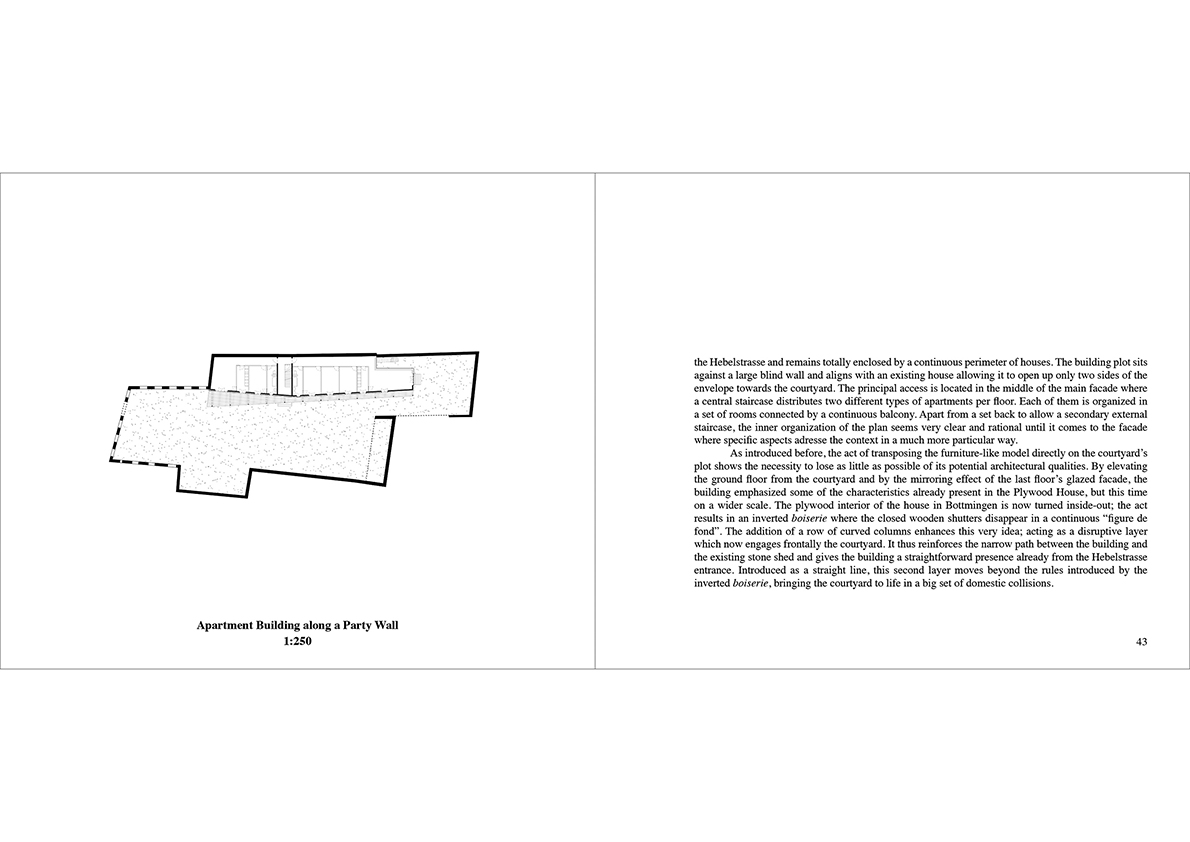 Apartment Building along a Party Wall
1:250
the Hebelstrasse and remains totally enclosed by a continuous perimeter of houses. The building plot sits
against a large blind wall and aligns with an existing house allowing it to open up only two sides of the
envelope towards the courtyard. The principal access is located in the middle of the main facade where
a central staircase distributes two different types of apartments per floor. Each of them is organized in
a set of rooms connected by a continuous balcony. Apart from a set back to allow a secondary external
staircase, the inner organization of the plan seems very clear and rational until it comes to the facade
where specific aspects adresse the context in a much more particular way.
As introduced before, the act of transposing the furniture-like model directly on the courtyard's
plot shows the necessity to lose as little as possible of its potential architectural qualities. By elevating
the ground floor from the courtyard and by the mirroring effect of the last floor's glazed facade, the
building emphasized some of the characteristics already present in the Plywood House, but this time
on a wider scale. The plywood interior of the house in Bottmingen is now turned inside-out; the act
results in an inverted boiserie where the closed wooden shutters disappear in a continuous “figure de
fond”. The addition of a row of curved columns enhances this very idea; acting as a disruptive layer
which now engages frontally the courtyard. It thus reinforces the narrow path between the building and
the existing stone shed and gives the building a straightforward presence already from the Hebelstrasse
entrance. Introduced as a straight line, this second layer moves beyond the rules introduced by the
inverted boiserie, bringing the courtyard to life in a big set of domestic collisions.
43